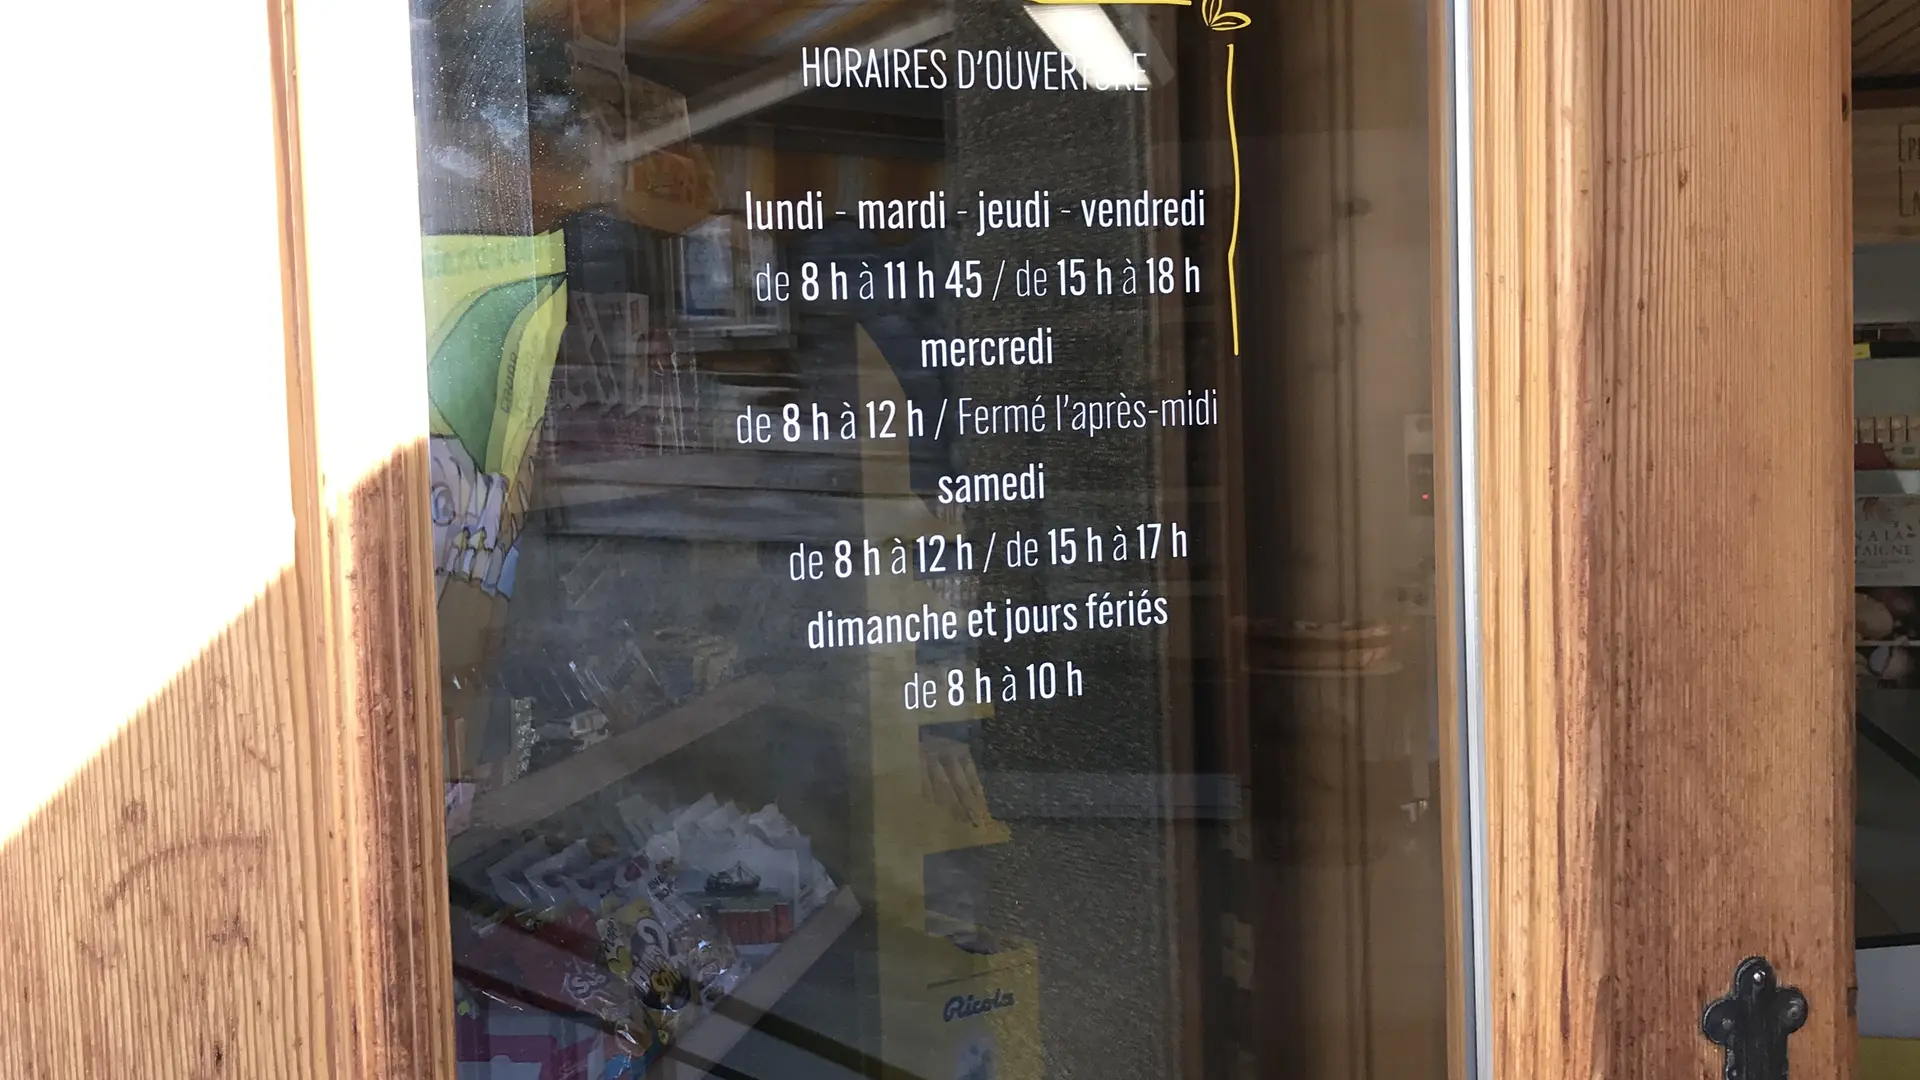 HORAIRES D'OUVERTURE
lundi - mardi - jeudi - vendredi
de 8 h à 11 h 45 / de 15 h à 18 h
mercredi
de 8 h à 12 h / Fermé l'après-midi
samedi
de 8 h à 12 h / de 15 h à 17 h
dimanche et jours fériés
de 8 h à 10 h
Ricola